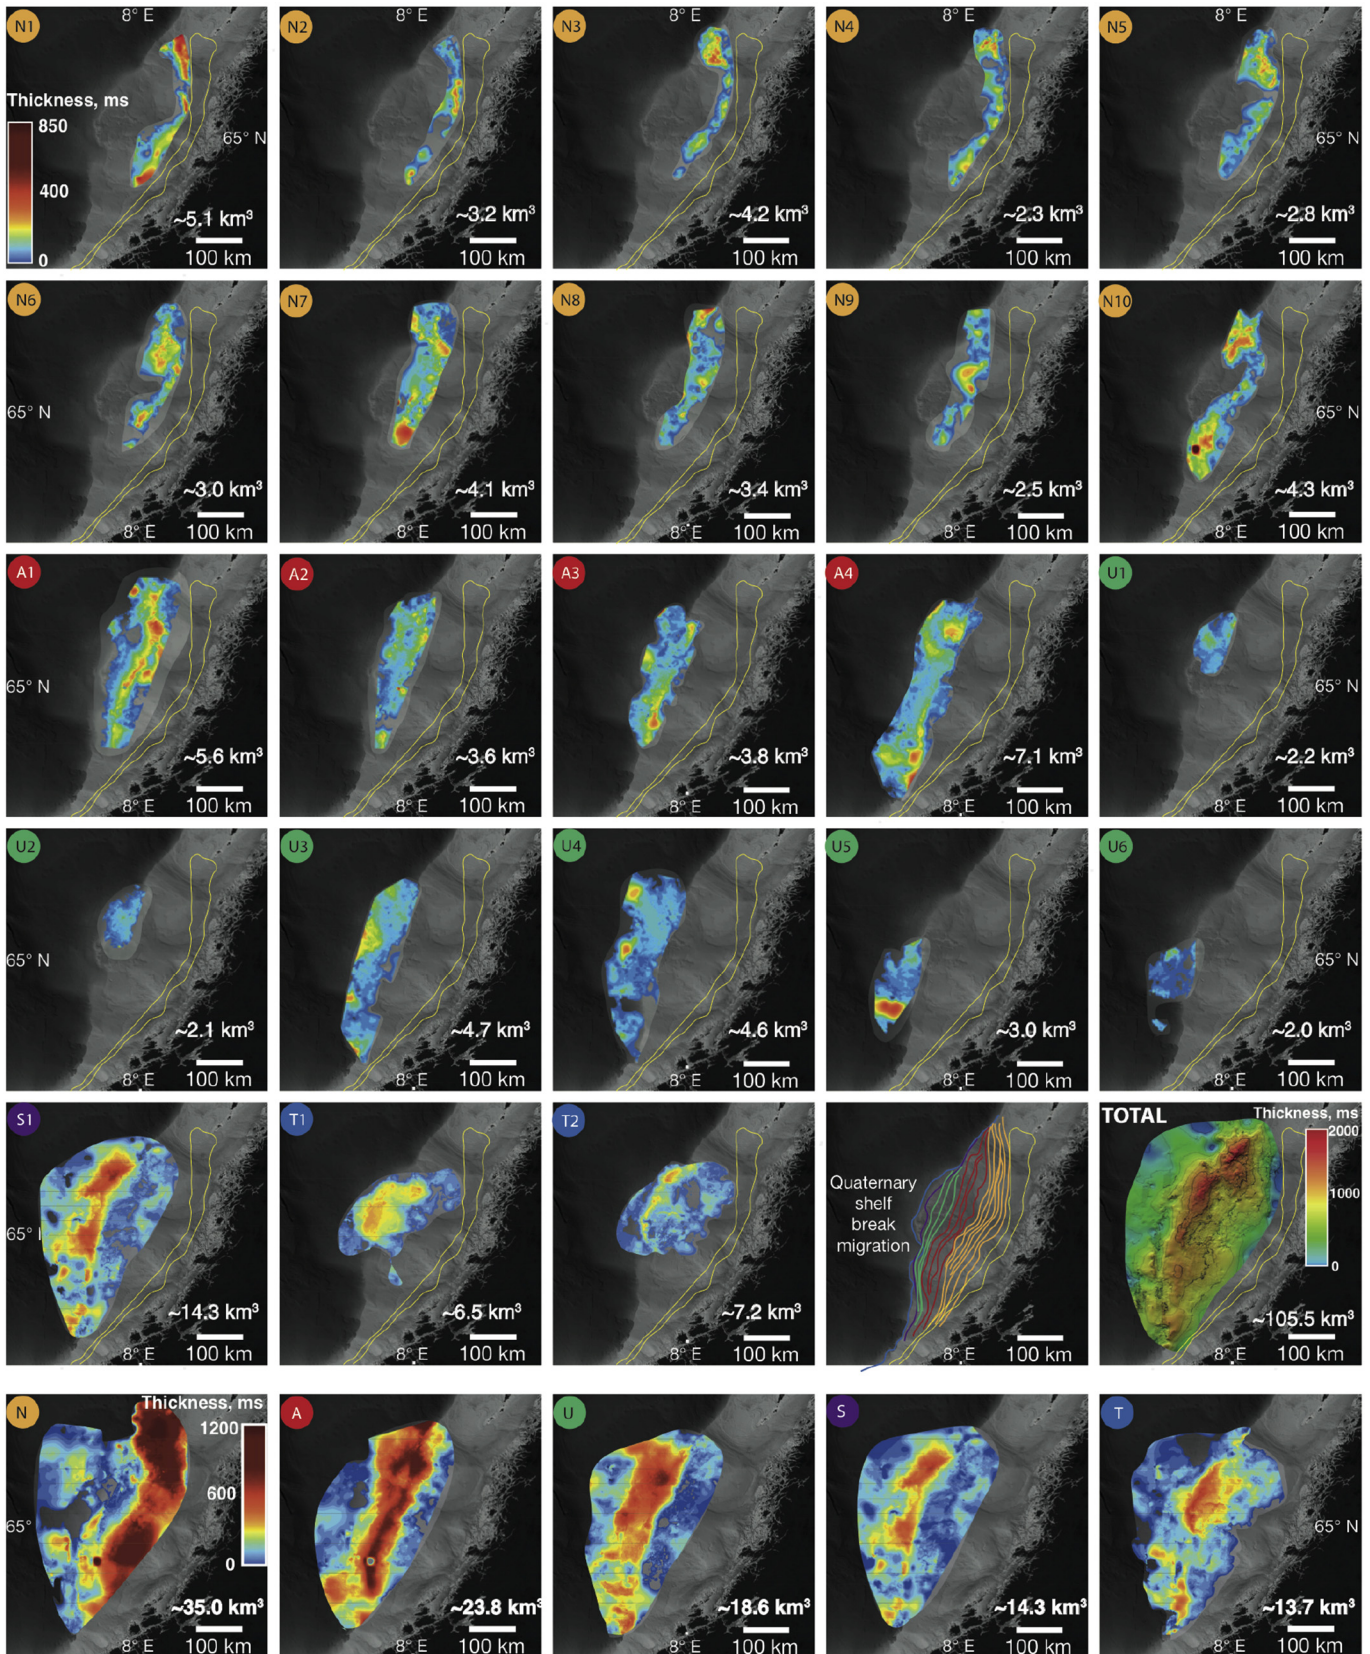 N1
8° E
N2
8° E
N3
8° E
N4
8° E
N5
Thickness, ms
850
400
0
65° N
65° N
~5.1 km³
~3.2 km³
~4.2 km³
~2.3 km³
~2.8 km³
100 km
100 km
100 km
100 km
100 km
N6
N7
N8
N9
N10
65° N
65° N
~3.0 km³
~4.1 km³
~3.4 km³
~2.5 km³
~4.3 km³
8° E
100 km
8° E
100 km
8° E
100 km
8° E
100 km
8° E
100 km
A1
A2
A3
A4
U1
65° N
65° N
~5.6 km³
~3.6 km³
~3.8 km³
~7.1 km³
~2.2 km³
8° E
100 km
8° E
100 km
8° E
100 km
8° E
100 km
8° E
100 km
U2
U3
U4
U5
U6
65° N
65° N
~2.1 km³
~4.7 km³
~4.6 km³
~3.0 km³
~2.0 km³
8° E
100 km
8° E
100 km
8° E
100 km
8° E
100 km
8° E
100 km
S1
T1
T2
Quaternary
shelf
break
migration
TOTAL
Thickness, ms
2000
1000
0
65°
65° N
~14.3 km³
~6.5 km³
~7.2 km³
~105.5 km³
8° E
100 km
8° E
100 km
8° E
100 km
8° E
100 km
8° E
100 km
N
Thickness, ms
1200
600
0
A
U
S
T
65°
65° N
~35.0 km³
~23.8 km³
~18.6 km³
~14.3 km³
~13.7 km³
8° E
100 km
8° E
100 km
8° E
100 km
8° E
100 km
8° E
100 km